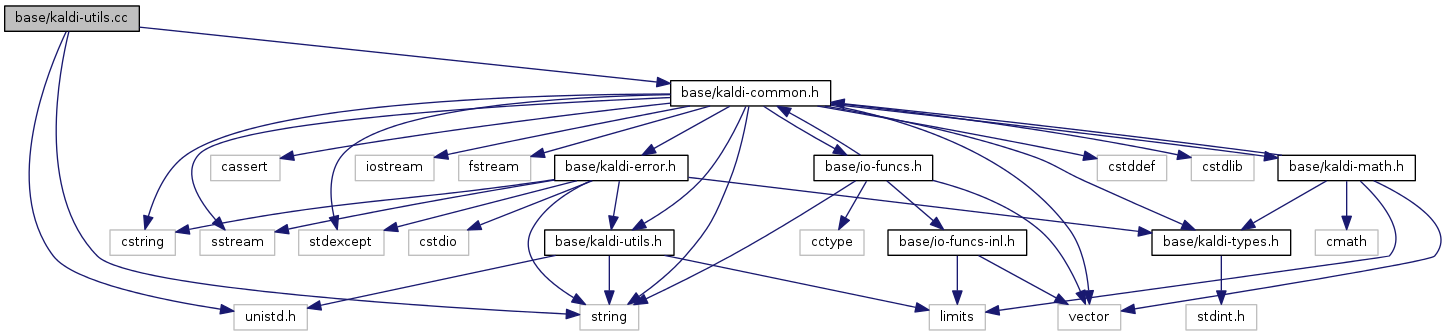 base/kaldi-utils.cc
base/kaldi-common.h
cassert
iostream
fstream
base/kaldi-error.h
base/io-funcs.h
cstddef
cstdlib
base/kaldi-math.h
cstring
sstream
stdexcept
cstdio
base/kaldi-utils.h
cctype
base/io-funcs-inl.h
base/kaldi-types.h
cmath
unistd.h
string
limits
vector
stdint.h